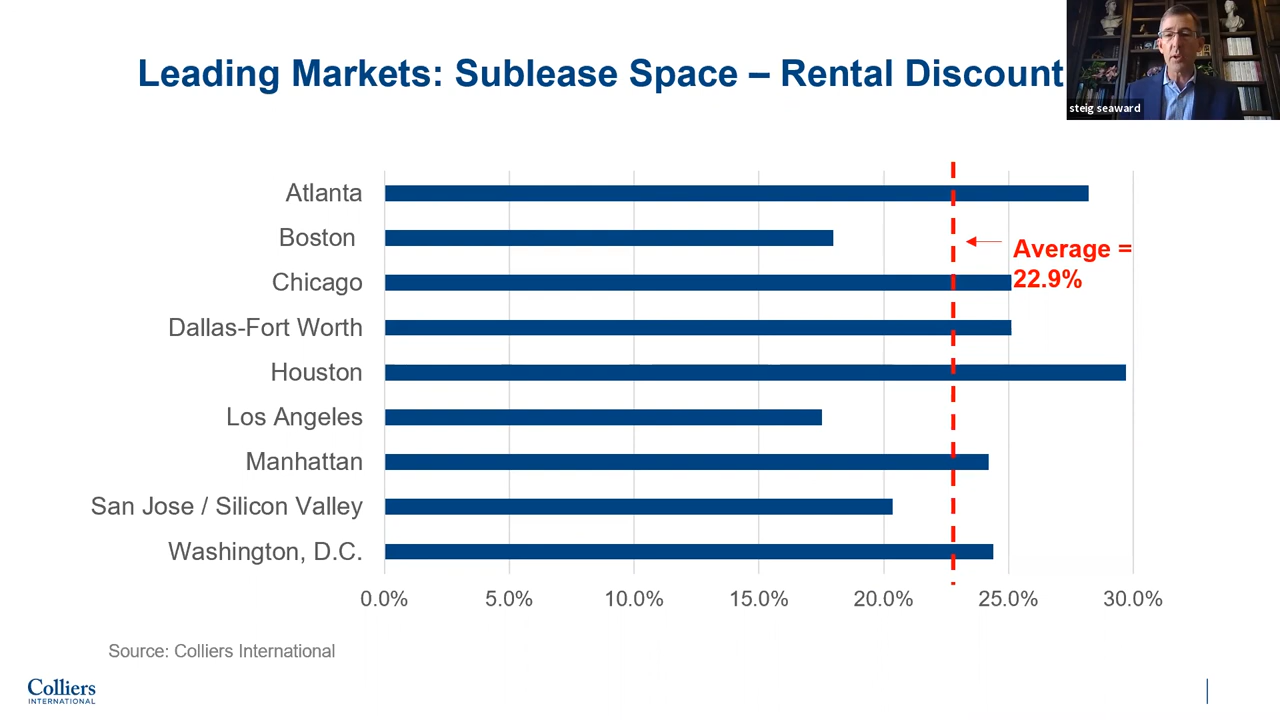 Leading Markets: Sublease Space – Rental Discount
steig seaward
Atlanta
Boston
Average =
22.9%
Chicago
Dallas-Fort Worth
Houston
Los Angeles
Manhattan
San Jose / Silicon Valley
Washington, D.C.
0.0% 5.0% 10.0% 15.0% 20.0% 25.0% 30.0%
Source: Colliers International
Colliers
INTERNATIONAL